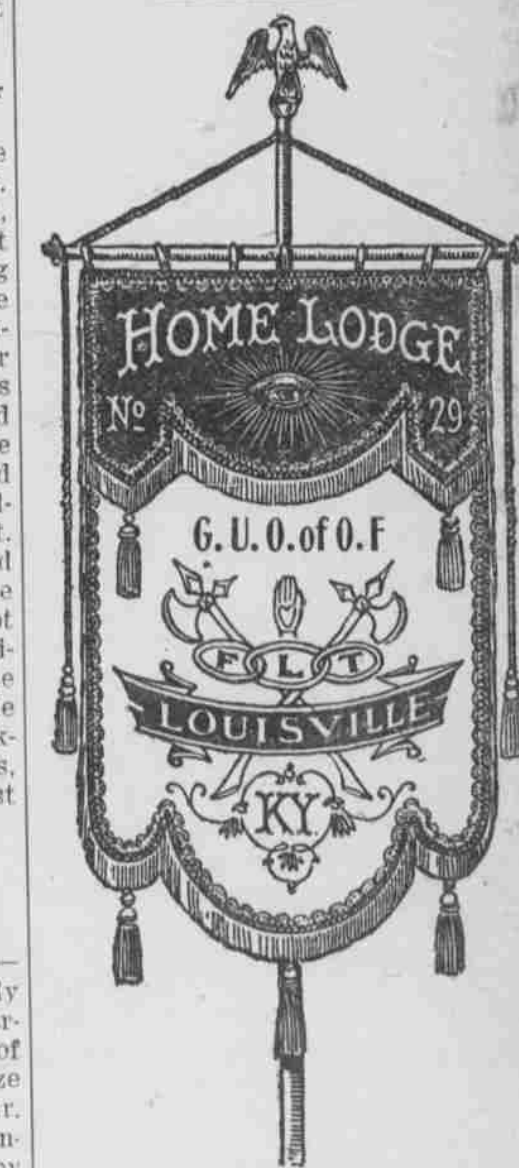 HOME LODGE
No 29
G. U. O. of O. F
F L T
LOUISVILLE
KY.